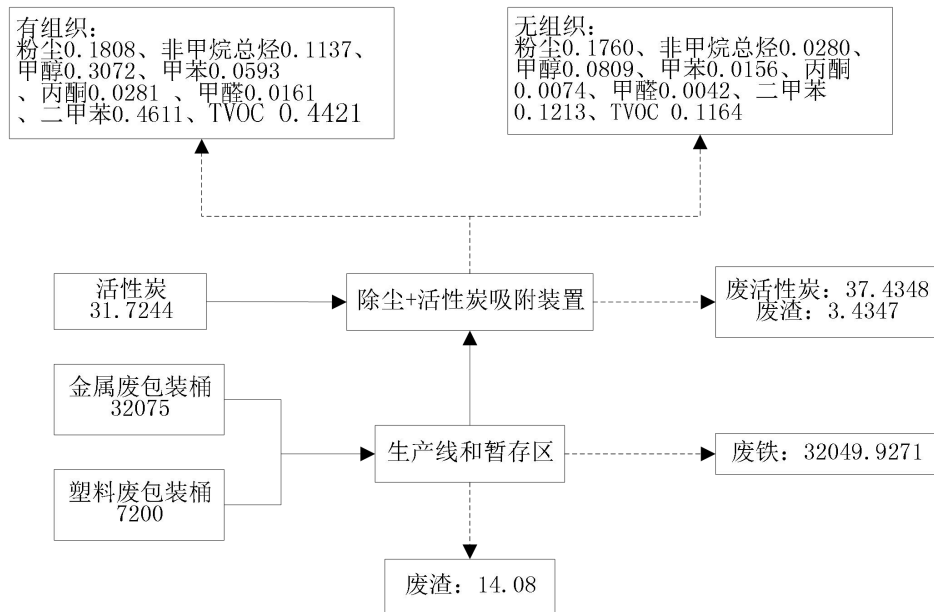 有组织：
粉尘0.1808、非甲烷总烃0.1137、
甲醇0.3072、甲苯0.0593
、丙酮0.0281 、甲醛0.0161
、二甲苯0.4611、TVOC 0.4421
无组织：
粉尘0.1760、非甲烷总烃0.0280、
甲醇0.0809、甲苯0.0156、丙酮
0.0074、甲醛0.0042、二甲苯
0.1213、TVOC 0.1164
活性炭
31.7244
除尘+活性炭吸附装置
废活性炭：37.4348
废渣：3.4347
金属废包装桶
32075
生产线和暂存区
废铁：32049.9271
塑料废包装桶
7200
废渣：14.08